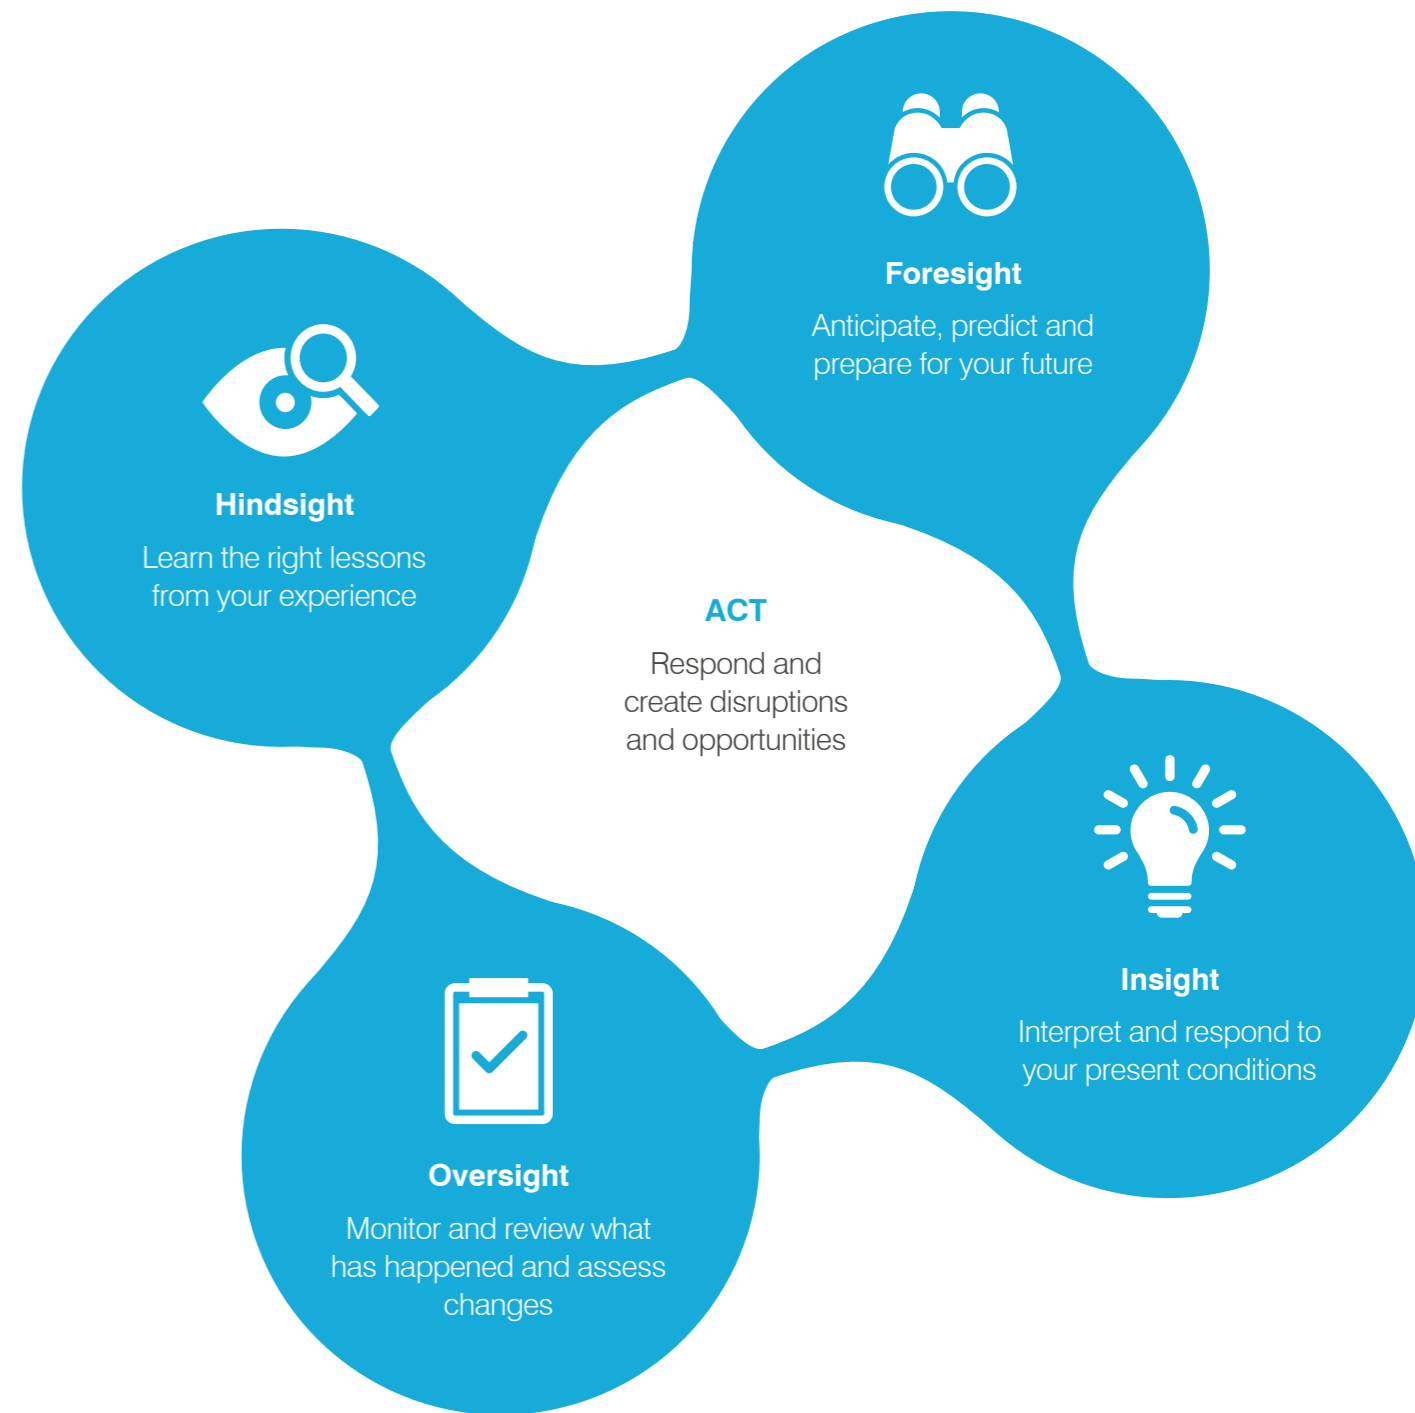 Foresight
Anticipate, predict and
prepare for your future
Hindsight
Learn the right lessons
from your experience
ACT
Respond and
create disruptions
and opportunities
Insight
Interpret and respond to
your present conditions
Oversight
Monitor and review what
has happened and assess
changes